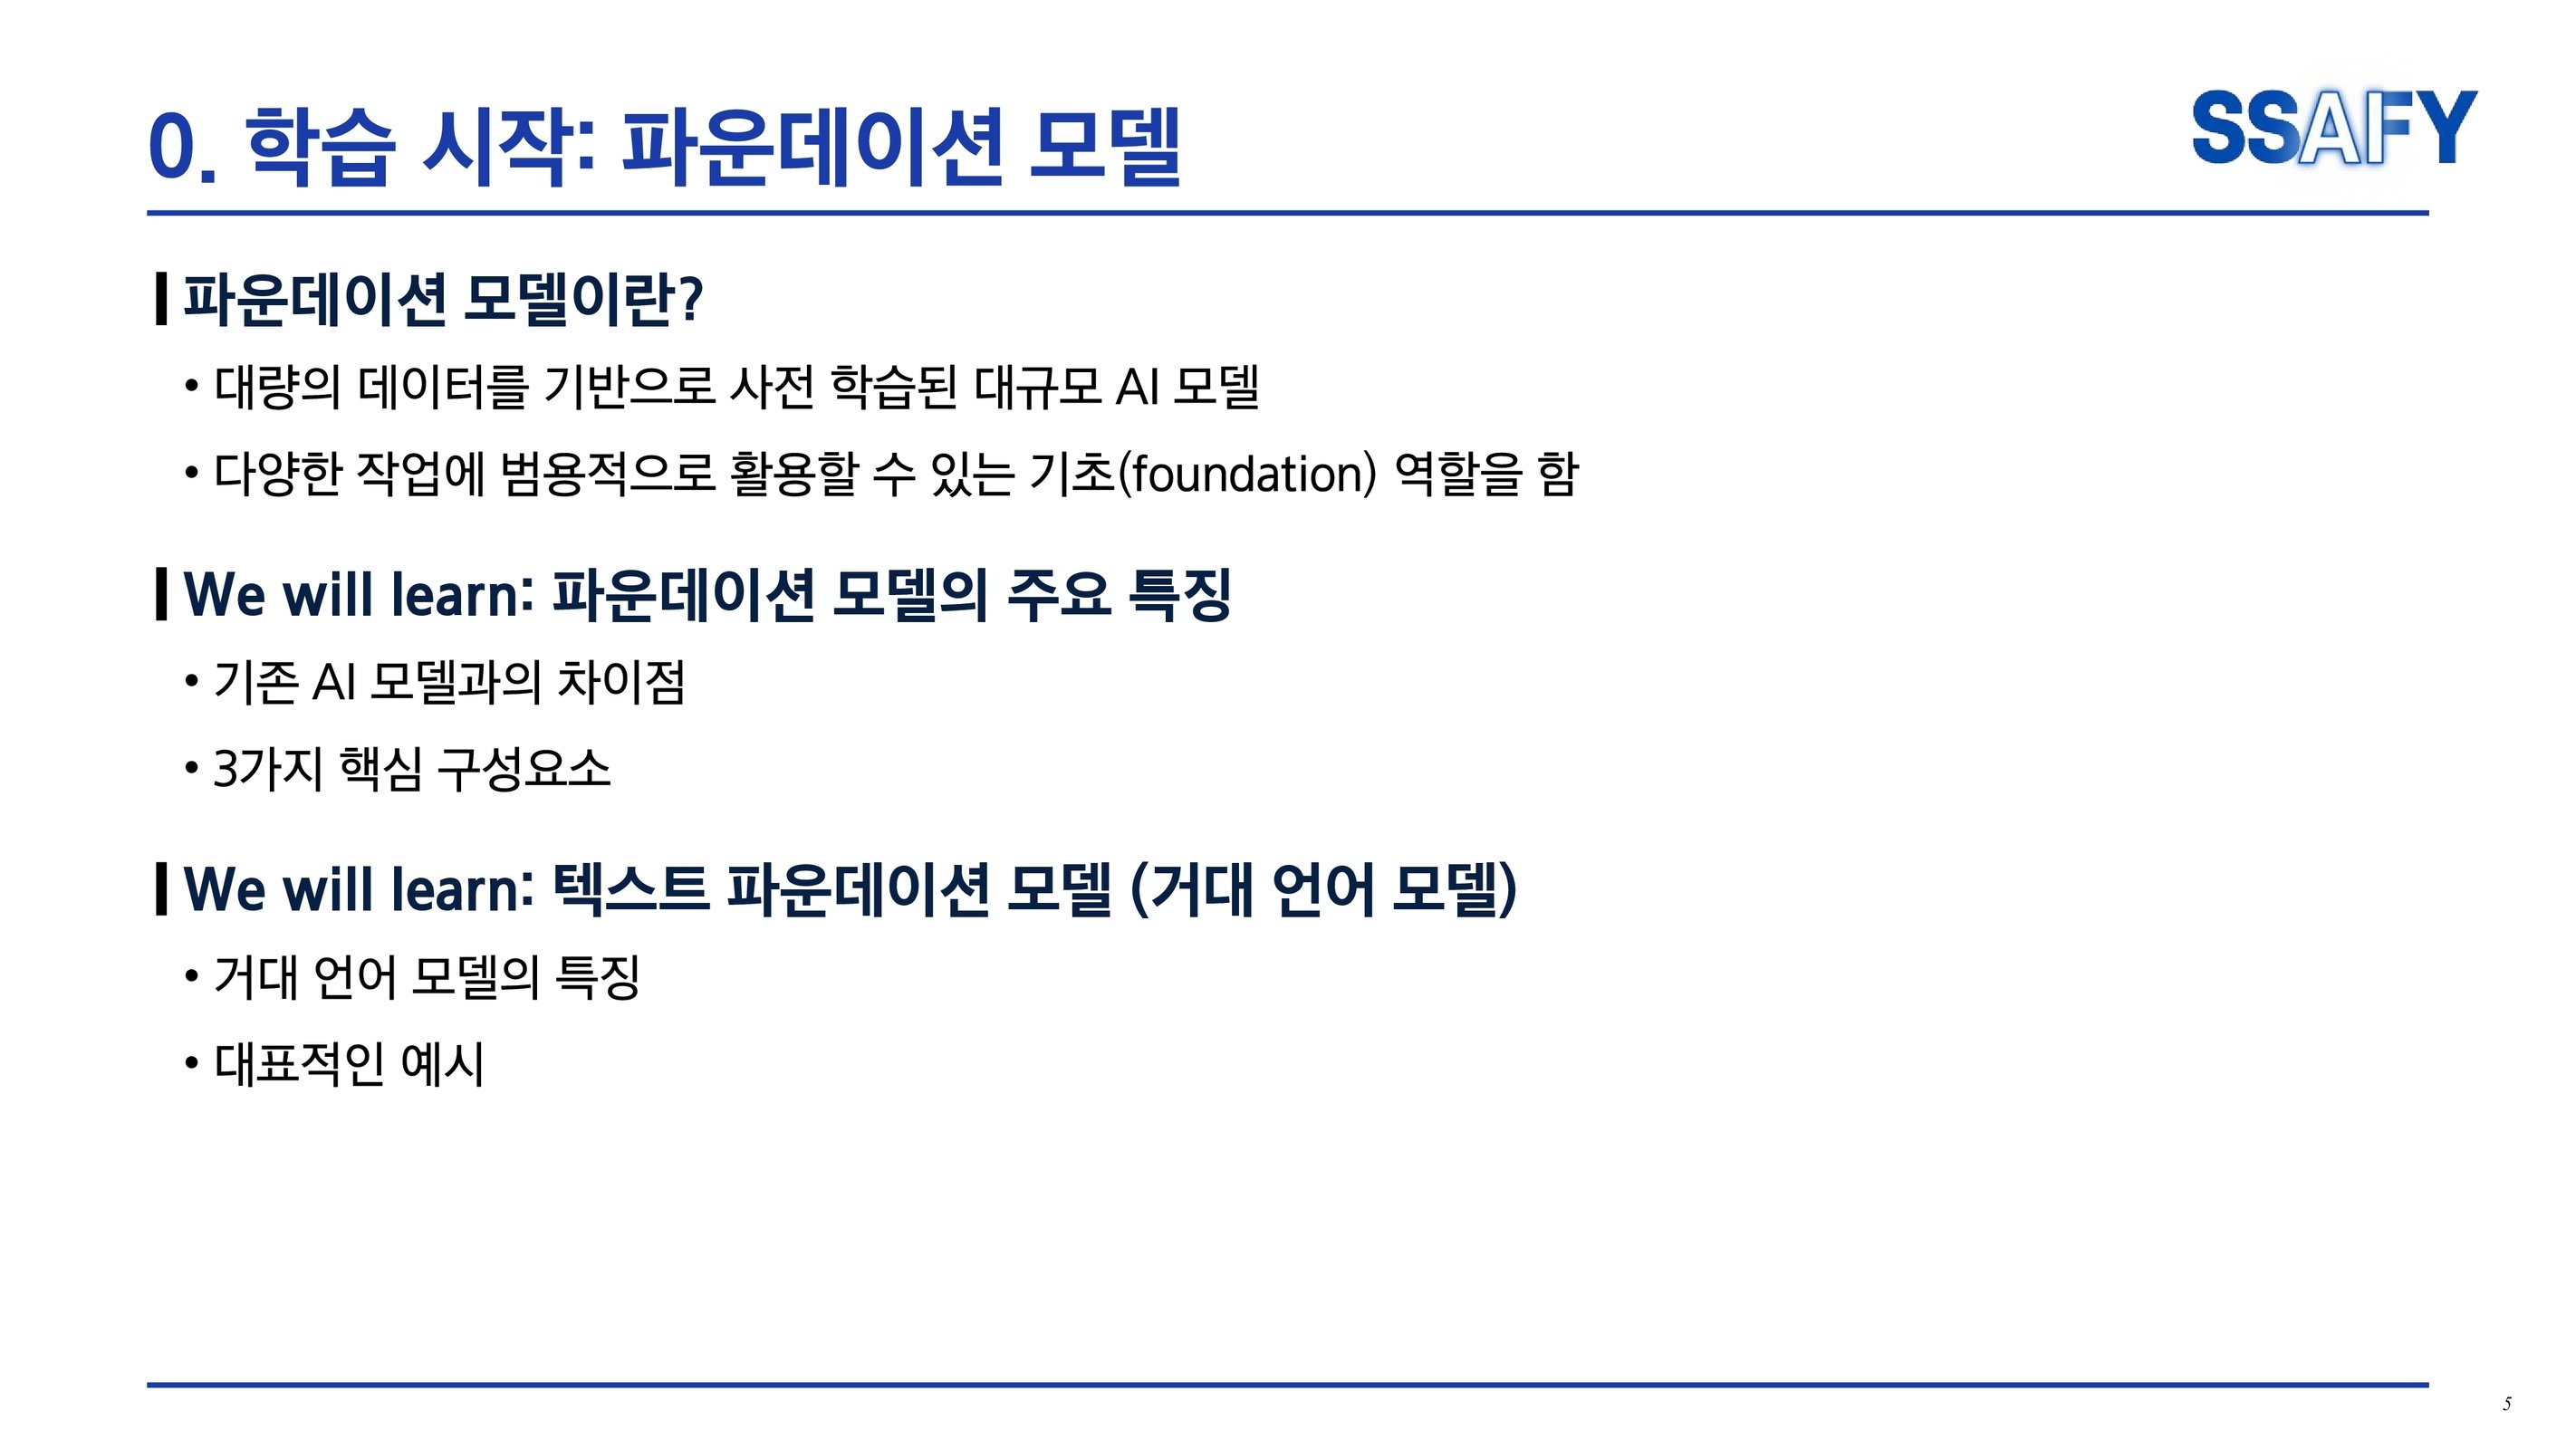 0. 학습 시작: 파운데이션 모델
SSAFY
파운데이션 모델이란?
• 대량의 데이터를 기반으로 사전 학습된 대규모 AI 모델
• 다양한 작업에 범용적으로 활용할 수 있는 기초(foundation) 역할을 함
We will learn: 파운데이션 모델의 주요 특징
• 기존 AI 모델과의 차이점
• 3가지 핵심 구성요소
We will learn: 텍스트 파운데이션 모델 (거대 언어 모델)
• 거대 언어 모델의 특징
• 대표적인 예시
5